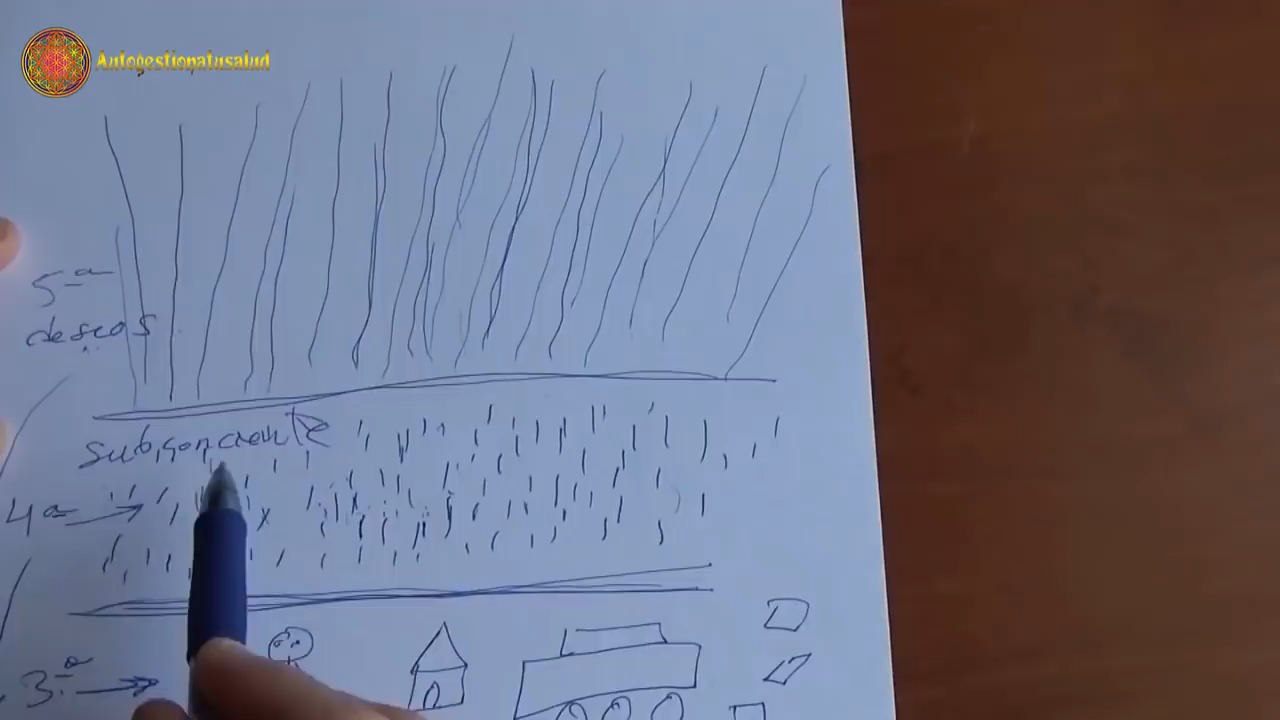 Autogestionatusalud
5ª
deseos
subconciente
4ª
3ª